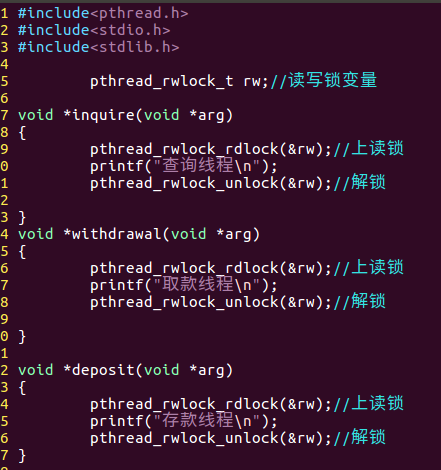 1 #include<pthread.h>
2 #include<stdio.h>
3 #include<stdlib.h>
4
5         pthread_rwlock_t rw;//读写锁变量
6
7 void *inquire(void *arg)
8 {
9         pthread_rwlock_rdlock(&rw);//上读锁
0         printf("查询线程\n");
1         pthread_rwlock_unlock(&rw);//解锁
2
3 }
4 void *withdrawal(void *arg)
5 {
6         pthread_rwlock_rdlock(&rw);//上读锁
7         printf("取款线程\n");
8         pthread_rwlock_unlock(&rw);//解锁
9
0 }
1
2 void *deposit(void *arg)
3 {
4         pthread_rwlock_rdlock(&rw);//上读锁
5         printf("存款线程\n");
6         pthread_rwlock_unlock(&rw);//解锁
7 }